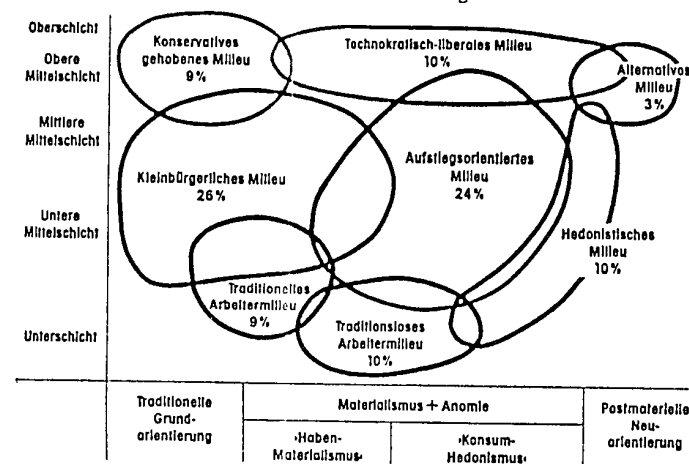 Oberschicht
Obere
Mittelschicht
Mittlere
Mittelschicht
Untere
Mittelschicht
Unterschicht
Konservatives
gehobenes Milieu
9%
Technokratisch-liberales Milieu
10%
Alternatives
Milieu
3%
Kleinbürgerliches Milieu
26%
Aufstiegsorientiertes
Milieu
24%
Hedonistisches
Milieu
10%
Traditionelles
Arbeitermilieu
9%
Traditionsloses
Arbeitermilieu
10%
Traditionelle
Grund-
orientierung
Materialismus + Anomie
›Haben-
Materialismus‹
›Konsum-
Hedonismus‹
Postmaterielle
Neu-
orientierung